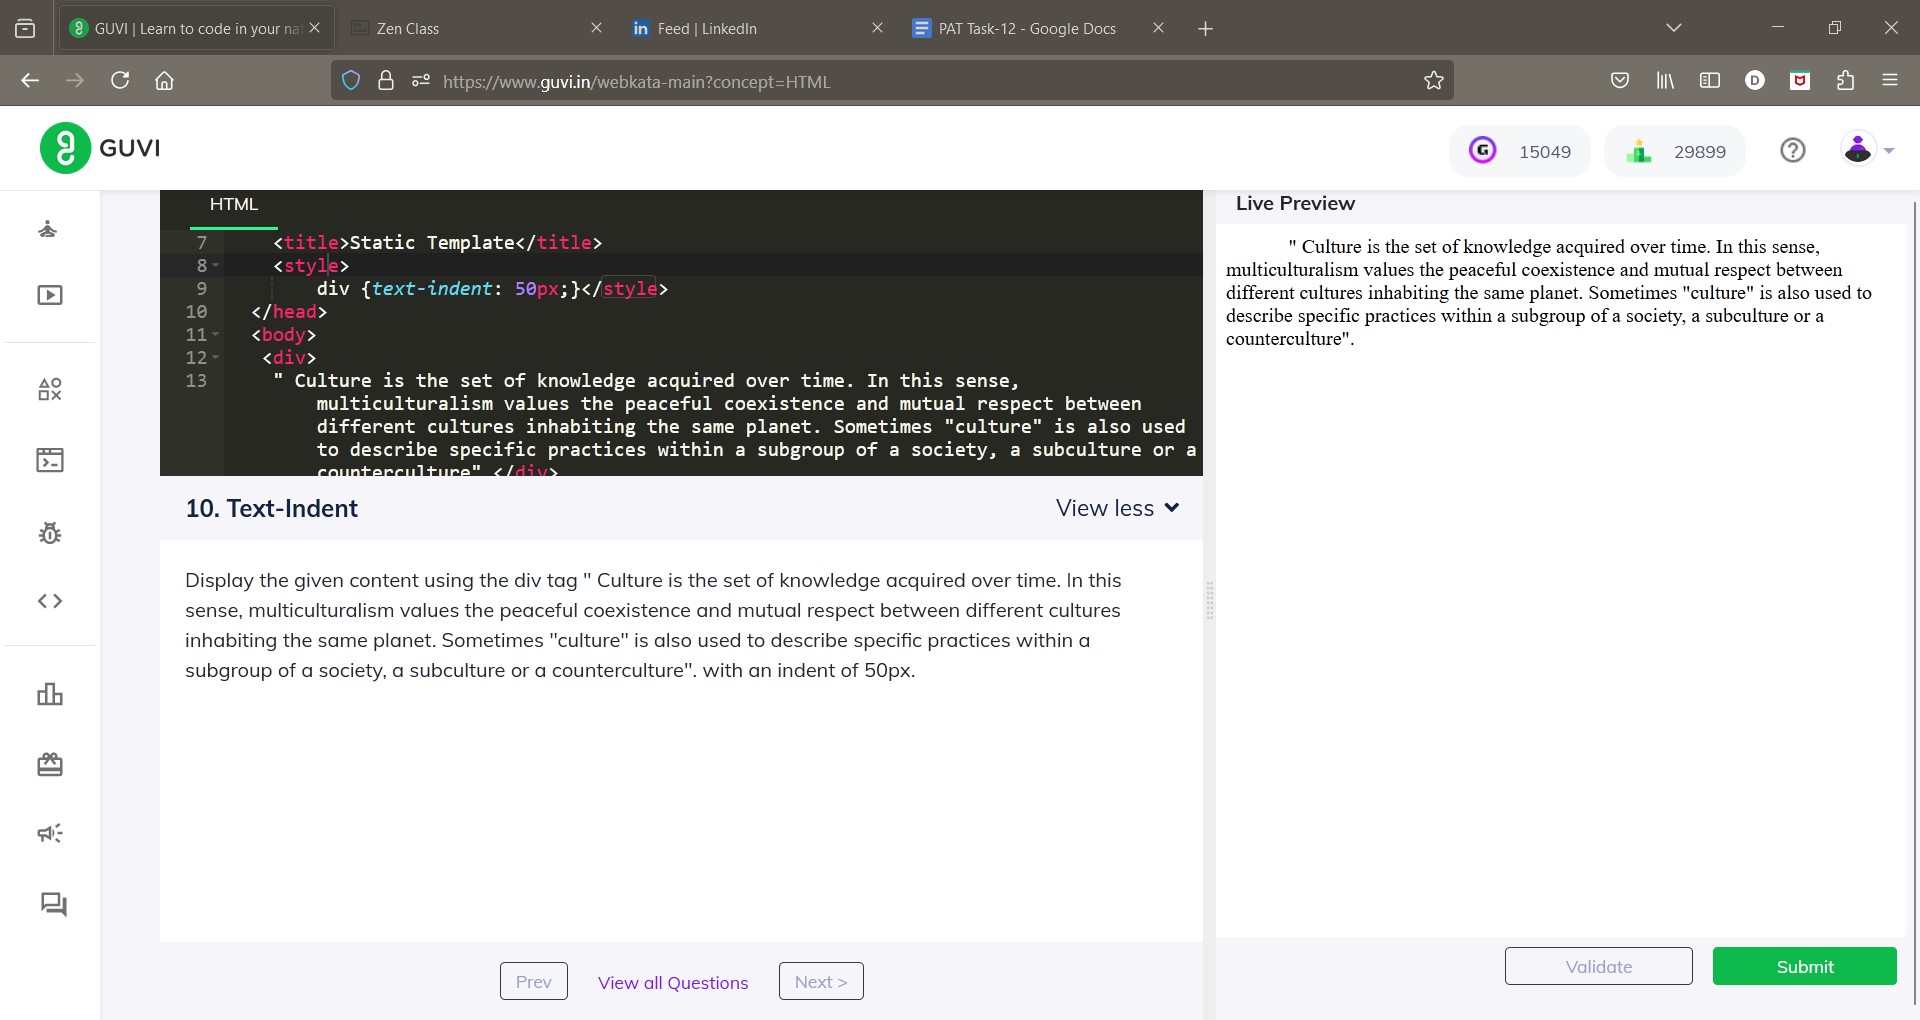 GUVI | Learn to code in your nat
Zen Class
in Feed | LinkedIn
PAT Task-12 - Google Docs
https://www.guvi.in/webkata-main?concept=HTML
D
GUVI
G 15049
29899
HTML
7 <title>Static Template</title>
8 <style>
9 div {text-indent: 50px;}</style>
10 </head>
11 <body>
12 <div>
13 " Culture is the set of knowledge acquired over time. In this sense,
multiculturalism values the peaceful coexistence and mutual respect between
different cultures inhabiting the same planet. Sometimes "culture" is also used
to describe specific practices within a subgroup of a society, a subculture or a
counterculture" </div>
Live Preview
" Culture is the set of knowledge acquired over time. In this sense,
multiculturalism values the peaceful coexistence and mutual respect between
different cultures inhabiting the same planet. Sometimes "culture" is also used to
describe specific practices within a subgroup of a society, a subculture or a
counterculture".
10. Text-Indent
View less
Display the given content using the div tag " Culture is the set of knowledge acquired over time. In this
sense, multiculturalism values the peaceful coexistence and mutual respect between different cultures
inhabiting the same planet. Sometimes "culture" is also used to describe specific practices within a
subgroup of a society, a subculture or a counterculture". with an indent of 50px.
Prev
View all Questions
Next >
Validate
Submit